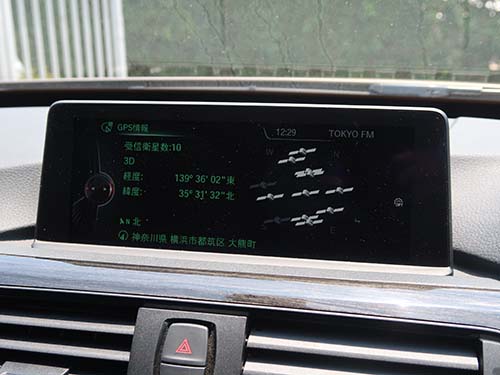 GPS情報
12:29 TOKYO FM
受信衛星数:10
3D
経度: 139° 36' 02"東
緯度: 35° 31' 32"北
W N
S E
N 北
神奈川県 横浜市都筑区 大熊町